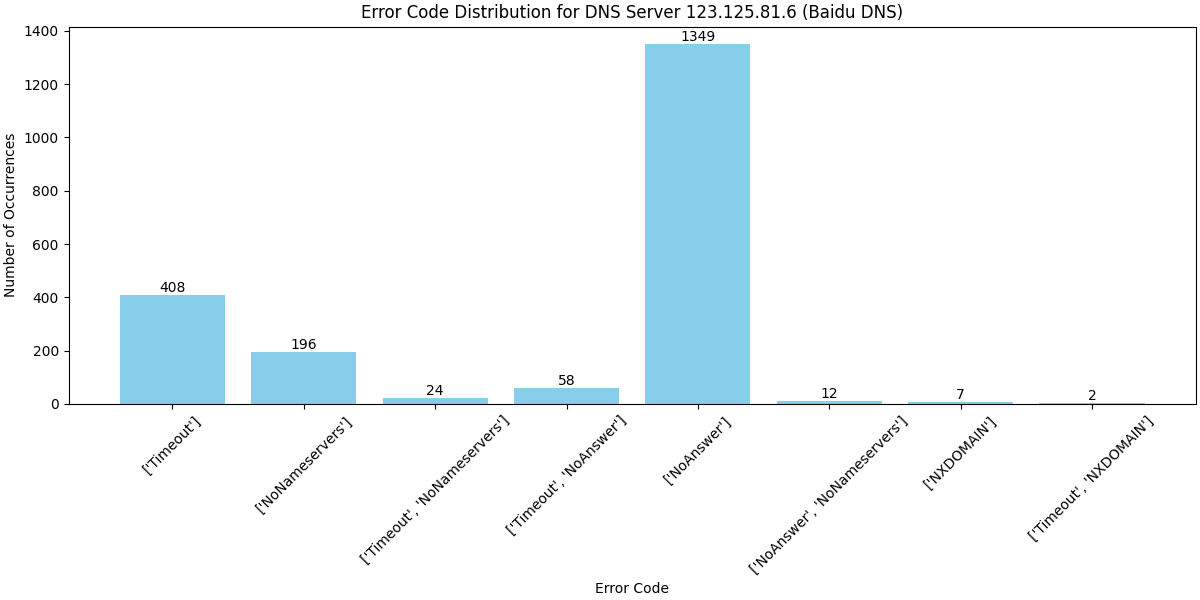 Error Code Distribution for DNS Server 123.125.81.6 (Baidu DNS)
Number of Occurrences
1400
1200
1000
800
600
400
200
0
408
196
24
58
1349
12
7
2
['Timeout']
['NoNameservers']
['Timeout', 'NoNameservers']
['Timeout', 'NoAnswer']
['NoAnswer']
['NoAnswer', 'NoNameservers']
['NXDOMAIN']
['Timeout', 'NXDOMAIN']
Error Code